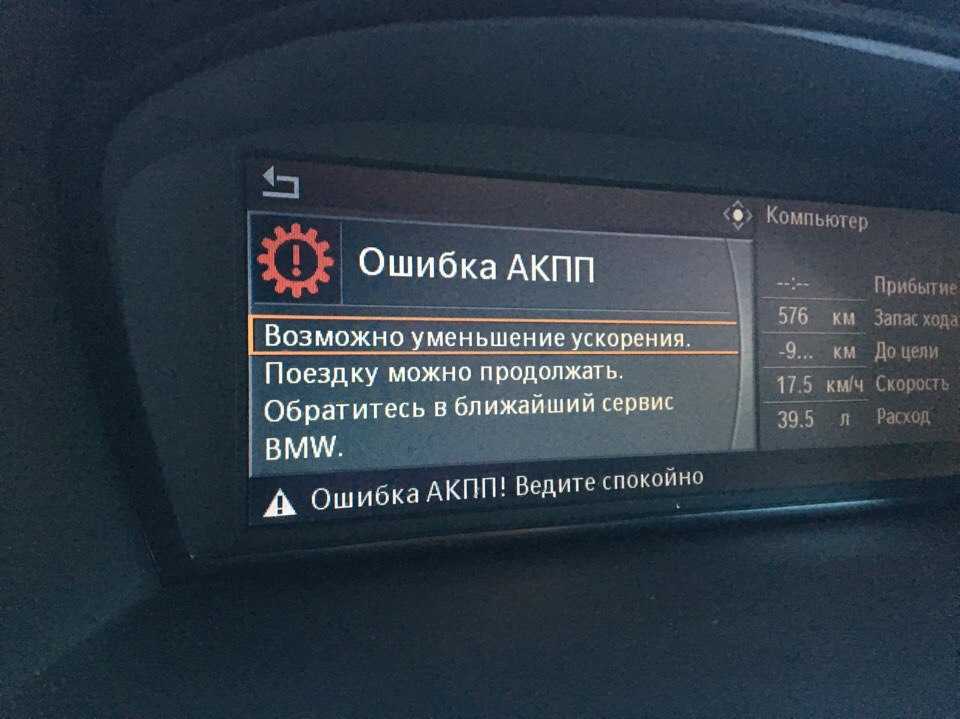 Ошибка АКПП
Возможно уменьшение ускорения.
Поездку можно продолжать.
Обратитесь в ближайший сервис
BMW.
Ошибка АКПП! Ведите спокойно
Компьютер
--:-- Прибытие
576 км Запас хода
-9... км До цели
17.5 км/ч Скорость
39.5 л Расход